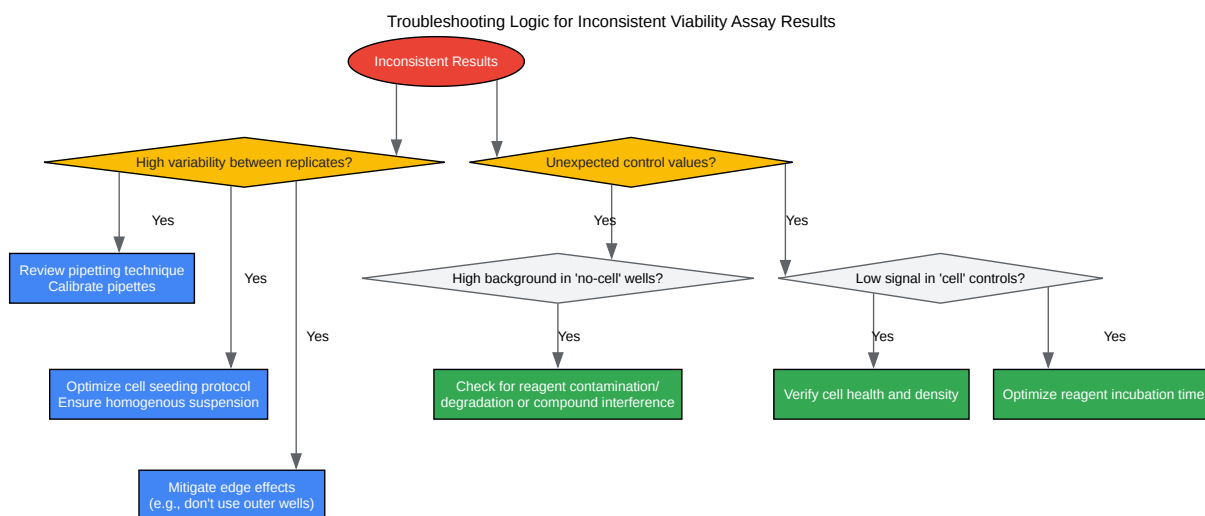 Troubleshooting Logic for Inconsistent Viability Assay Results
Inconsistent Results
High variability between replicates?
Unexpected control values?
Yes
Yes
Yes
Review pipetting technique
Calibrate pipettes
Yes
High background in 'no-cell' wells?
Low signal in 'cell' controls?
Yes
Yes
Yes
Yes
Optimize cell seeding protocol
Ensure homogenous suspension
Check for reagent contamination/
degradation or compound interference
Verify cell health and density
Optimize reagent incubation time
Mitigate edge effects
(e.g., don't use outer wells)